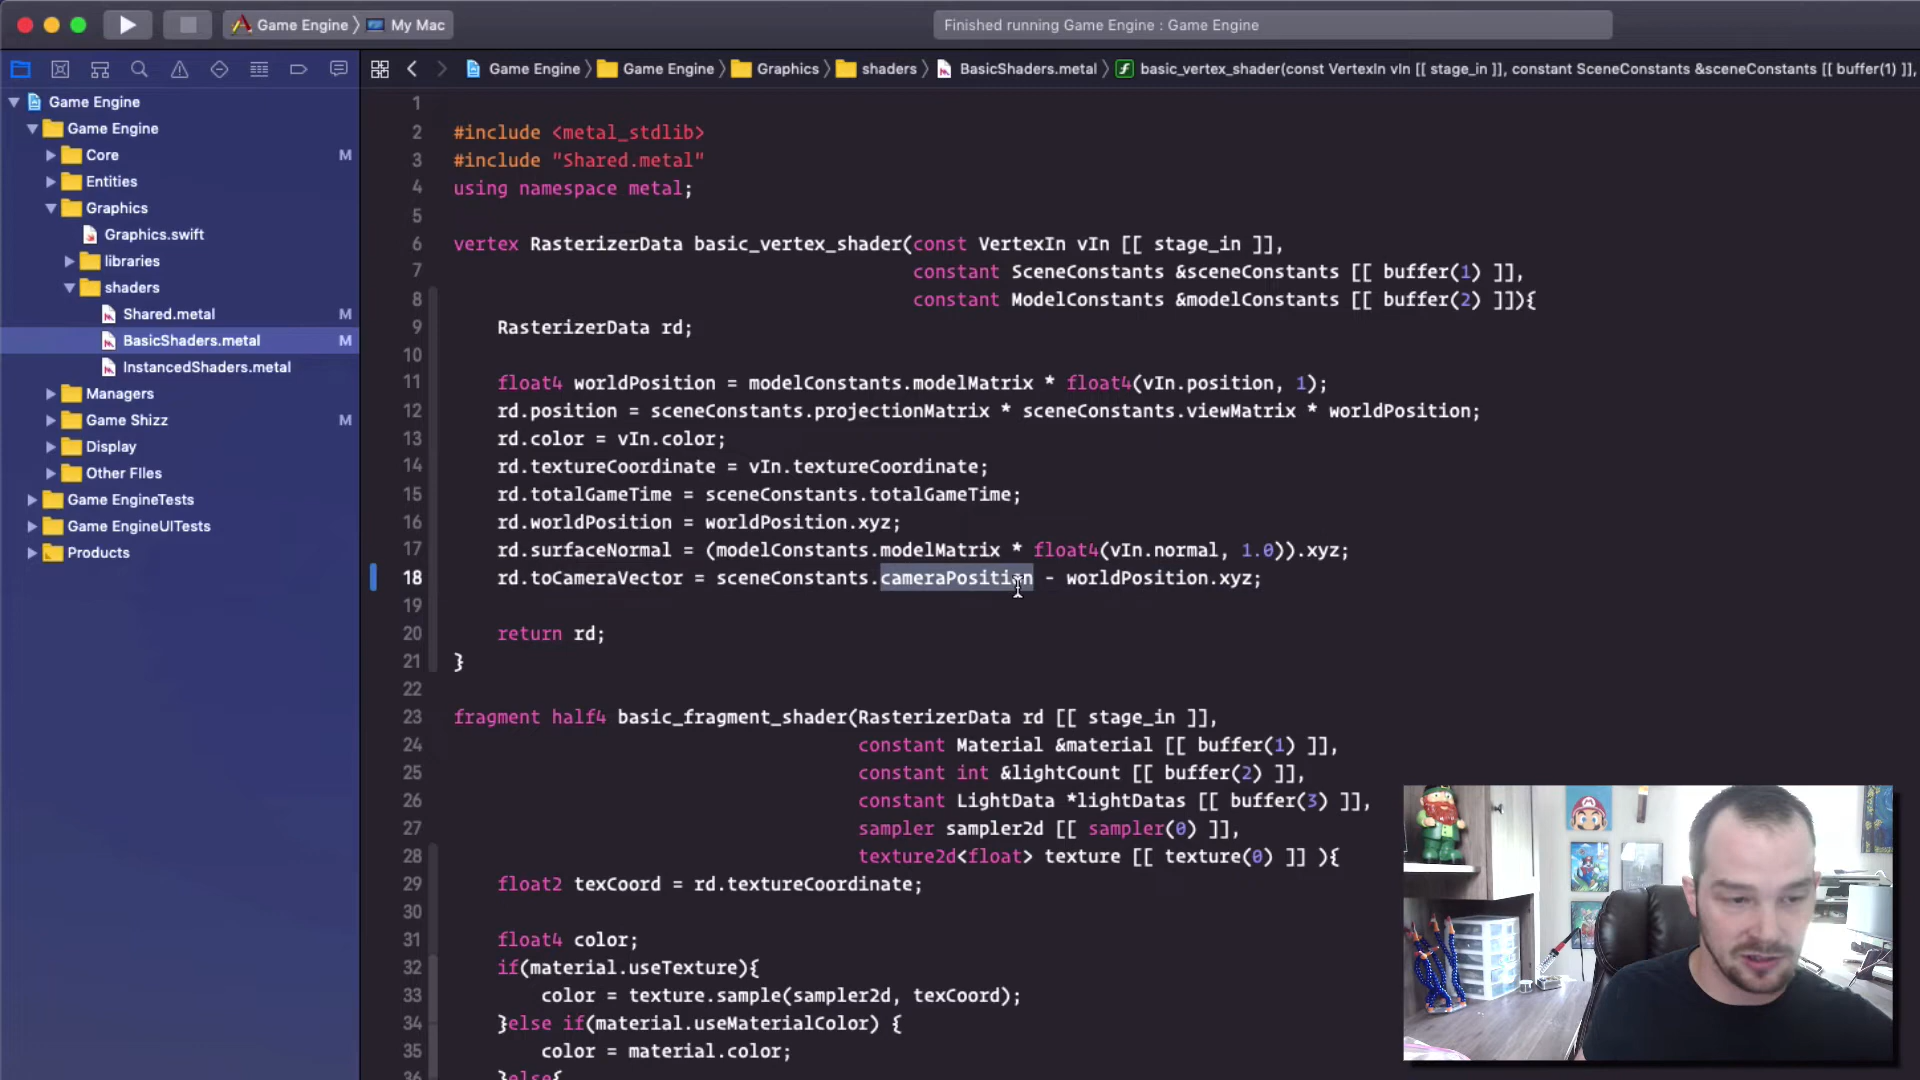 Game Engine 〉 My Mac
Finished running Game Engine : Game Engine
Game Engine 〉 Game Engine 〉 Graphics 〉 shaders 〉 BasicShaders.metal 〉 basic_vertex_shader(const VertexIn vIn [[ stage_in ]], constant SceneConstants &sceneConstants [[ buffer(1) ]],
Game Engine
Game Engine
Core M
Entities
Graphics
Graphics.swift
libraries
shaders
Shared.metal M
BasicShaders.metal M
InstancedShaders.metal
Managers
Game Shizz M
Display
Other FIles
Game EngineTests
Game EngineUITests
Products
1
2 #include <metal_stdlib>
3 #include "Shared.metal"
4 using namespace metal;
5
6 vertex RasterizerData basic_vertex_shader(const VertexIn vIn [[ stage_in ]],
7 constant SceneConstants &sceneConstants [[ buffer(1) ]],
8 constant ModelConstants &modelConstants [[ buffer(2) ]]){
9 RasterizerData rd;
10
11 float4 worldPosition = modelConstants.modelMatrix * float4(vIn.position, 1);
12 rd.position = sceneConstants.projectionMatrix * sceneConstants.viewMatrix * worldPosition;
13 rd.color = vIn.color;
14 rd.textureCoordinate = vIn.textureCoordinate;
15 rd.totalGameTime = sceneConstants.totalGameTime;
16 rd.worldPosition = worldPosition.xyz;
17 rd.surfaceNormal = (modelConstants.modelMatrix * float4(vIn.normal, 1.0)).xyz;
18 rd.toCameraVector = sceneConstants.cameraPosition - worldPosition.xyz;
19
20 return rd;
21 }
22
23 fragment half4 basic_fragment_shader(RasterizerData rd [[ stage_in ]],
24 constant Material &material [[ buffer(1) ]],
25 constant int &lightCount [[ buffer(2) ]],
26 constant LightData *lightDatas [[ buffer(3) ]],
27 sampler sampler2d [[ sampler(0) ]],
28 texture2d<float> texture [[ texture(0) ]] ){
29 float2 texCoord = rd.textureCoordinate;
30
31 float4 color;
32 if(material.useTexture){
33 color = texture.sample(sampler2d, texCoord);
34 }else if(material.useMaterialColor) {
35 color = material.color;
36 }else{